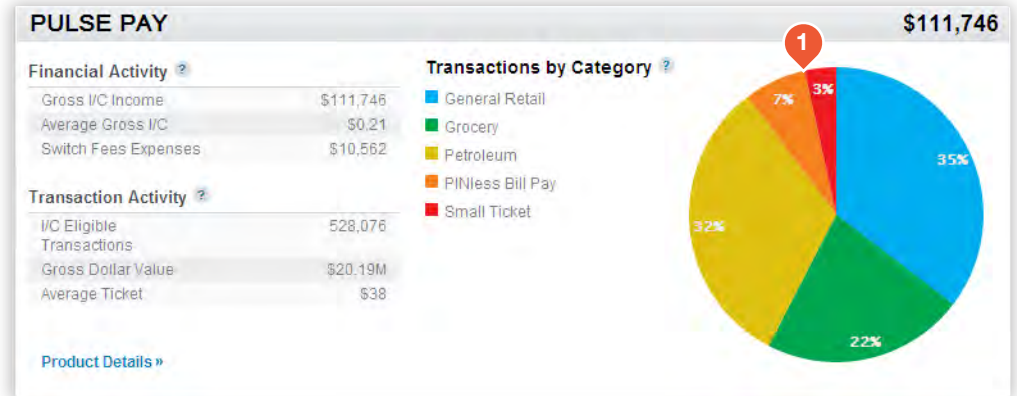 PULSE PAY
$111,746
Financial Activity ?
Gross I/C Income $111,746
Average Gross I/C $0.21
Switch Fees Expenses $10,562
Transaction Activity ?
I/C Eligible
Transactions 528,076
Gross Dollar Value $20.19M
Average Ticket $38
Product Details »
Transactions by Category ?
General Retail
Grocery
Petroleum
PINless Bill Pay
Small Ticket
1
7%
3%
35%
32%
22%